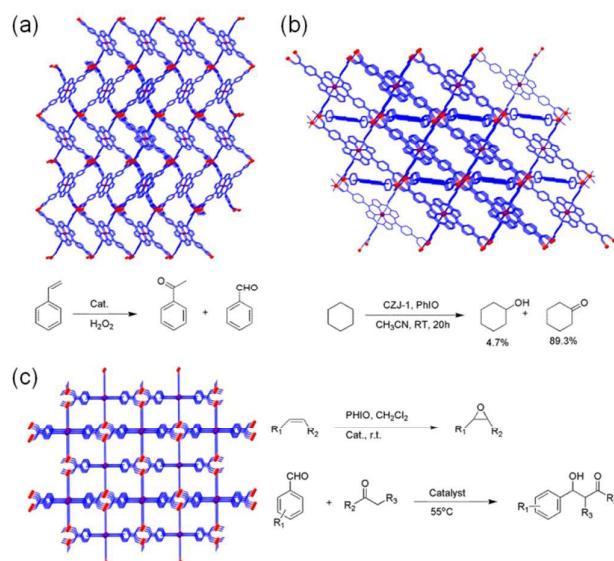 (a)
(b)
Cat.
H2O2
O
CHO
+
CZJ-1, PhIO
CH3CN, RT, 20h
OH
+
O
4.7%
89.3%
(c)
R1
R2
PHIO, CH2Cl2
Cat., r.t.
O
R1
R2
CHO
R1
+
O
R2
R3
Catalyst
55°C
OH
O
R1
R3